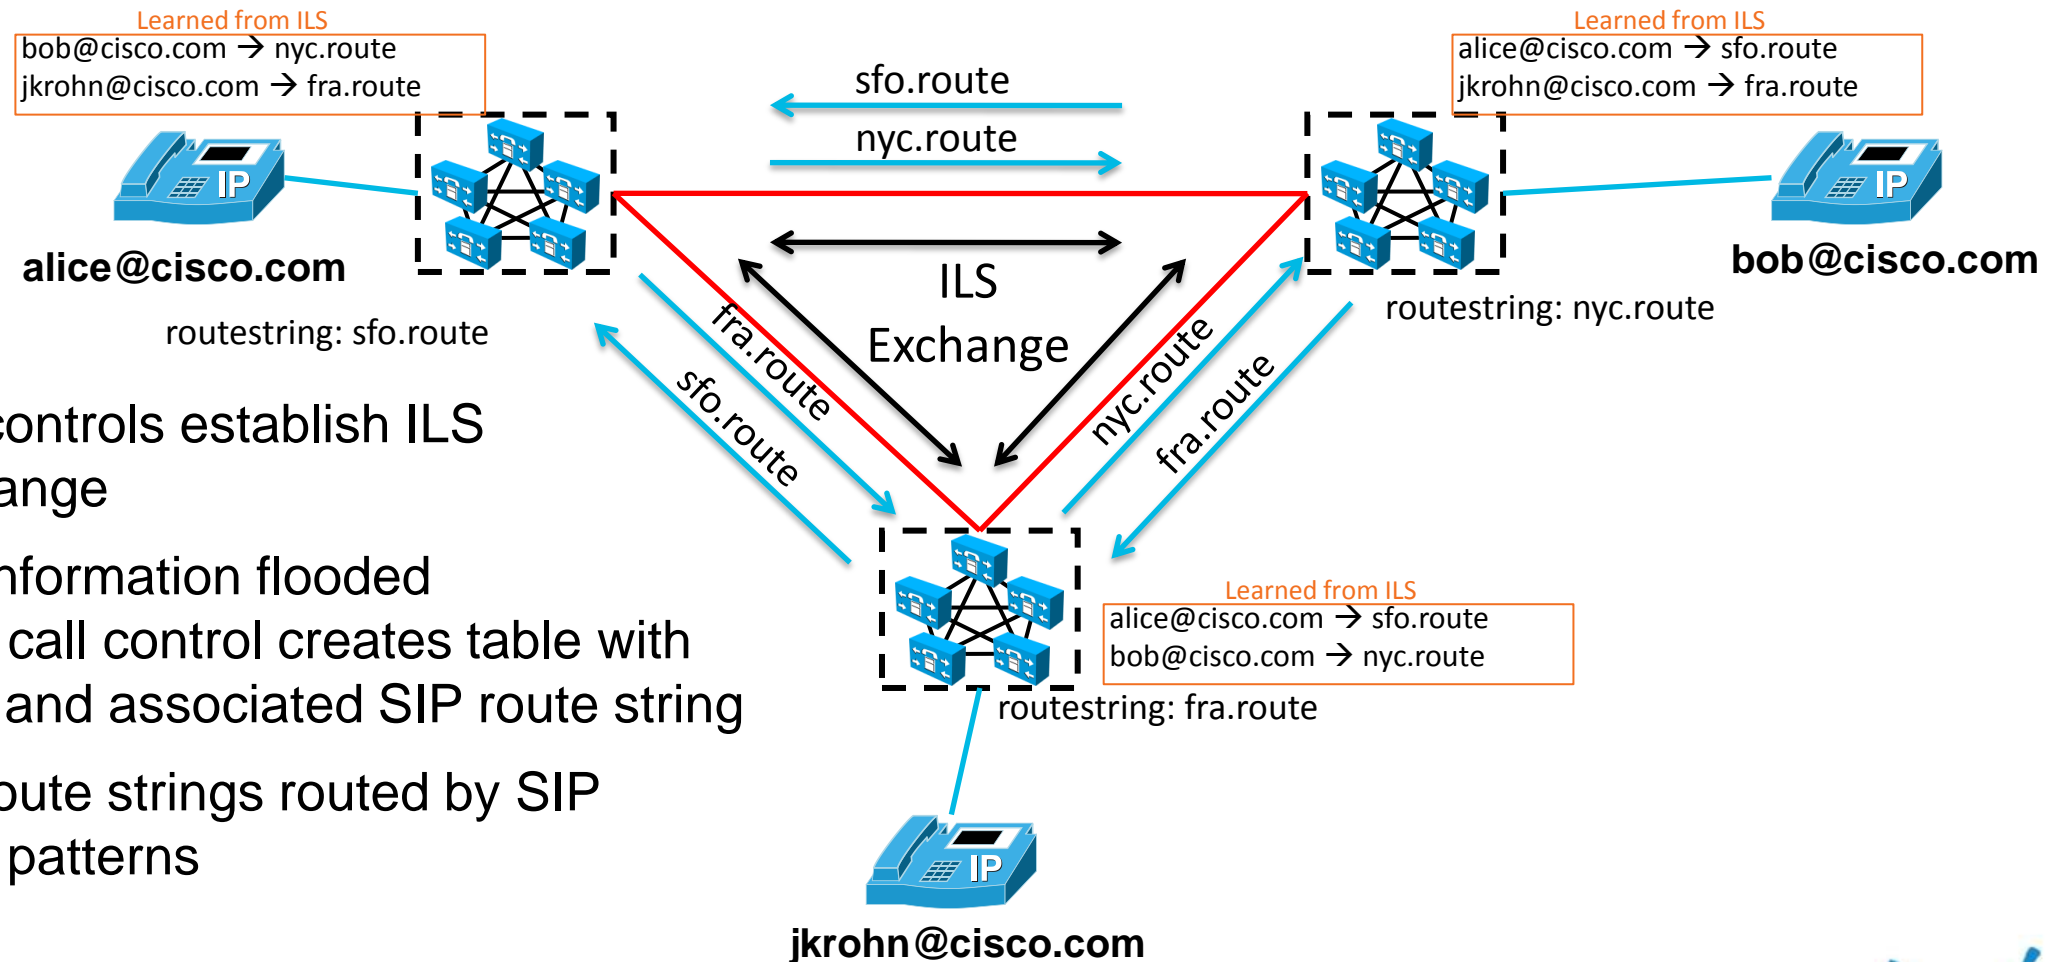 Learned from ILS
bob@cisco.com → nyc.route
jkrohn@cisco.com → fra.route
Learned from ILS
alice@cisco.com → sfo.route
jkrohn@cisco.com → fra.route
sfo.route
nyc.route
IP
IP
alice@cisco.com
bob@cisco.com
ILS
Exchange
routestring: sfo.route
routestring: nyc.route
fra.route
sfo.route
nyc.route
fra.route
controls establish ILS
ange
nformation flooded
call control creates table with
and associated SIP route string
oute strings routed by SIP
patterns
Learned from ILS
alice@cisco.com → sfo.route
bob@cisco.com → nyc.route
routestring: fra.route
IP
jkrohn@cisco.com